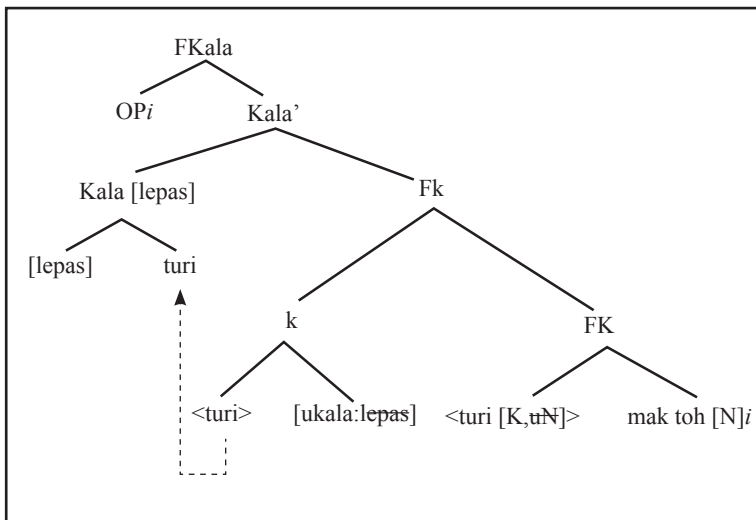 FKala
OPi
Kala’
Kala [lepas]
Fk
[lepas]
turi
k
FK
<turi>
[ukala:lepas]
<turi [K,uN]>
mak toh [N]i